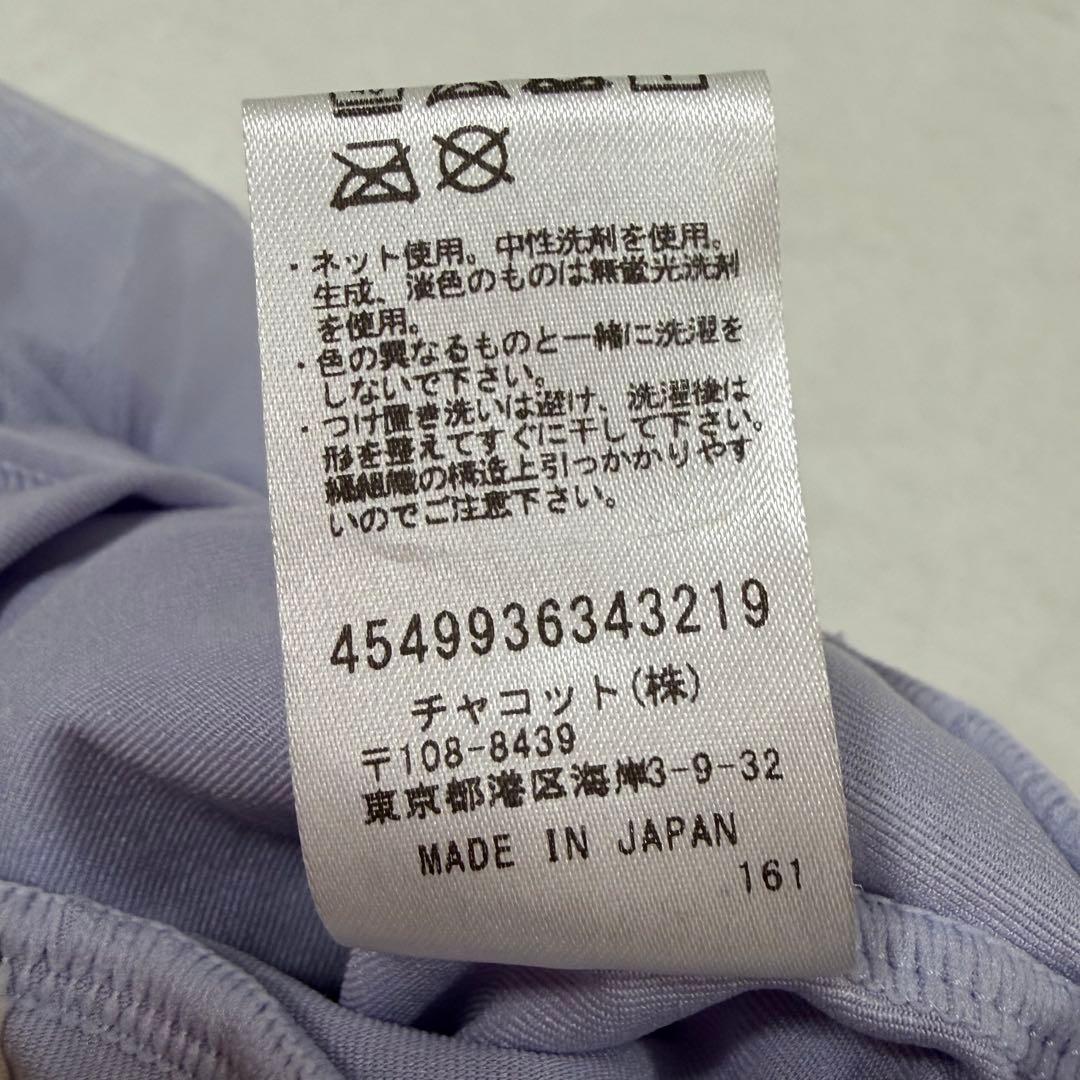 ・ネット使用。中性洗剤を使用。
生成、淡色のものは無蛍光洗剤
を使用。
・色の異なるものと一緒に洗濯を
しないで下さい。
・つけ置き洗いは避け、洗濯後は
形を整えてすぐに干して下さい。
編組織の構造上引っかかりやす
いのでご注意下さい。
4549936343219
チャコット(株)
〒108-8439
東京都港区海岸3-9-32
MADE IN JAPAN
161